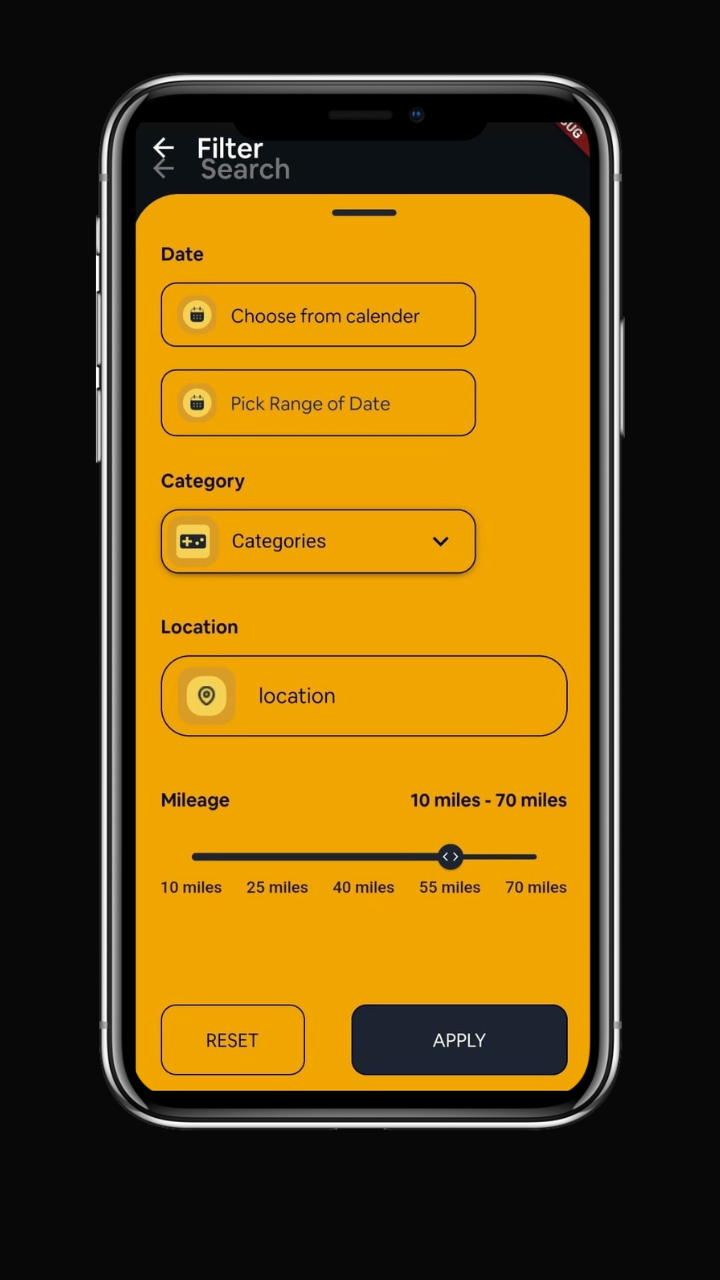 Filter
Search
Date
Choose from calender
Pick Range of Date
Category
Categories
Location
location
Mileage
10 miles - 70 miles
10 miles 25 miles 40 miles 55 miles 70 miles
RESET APPLY